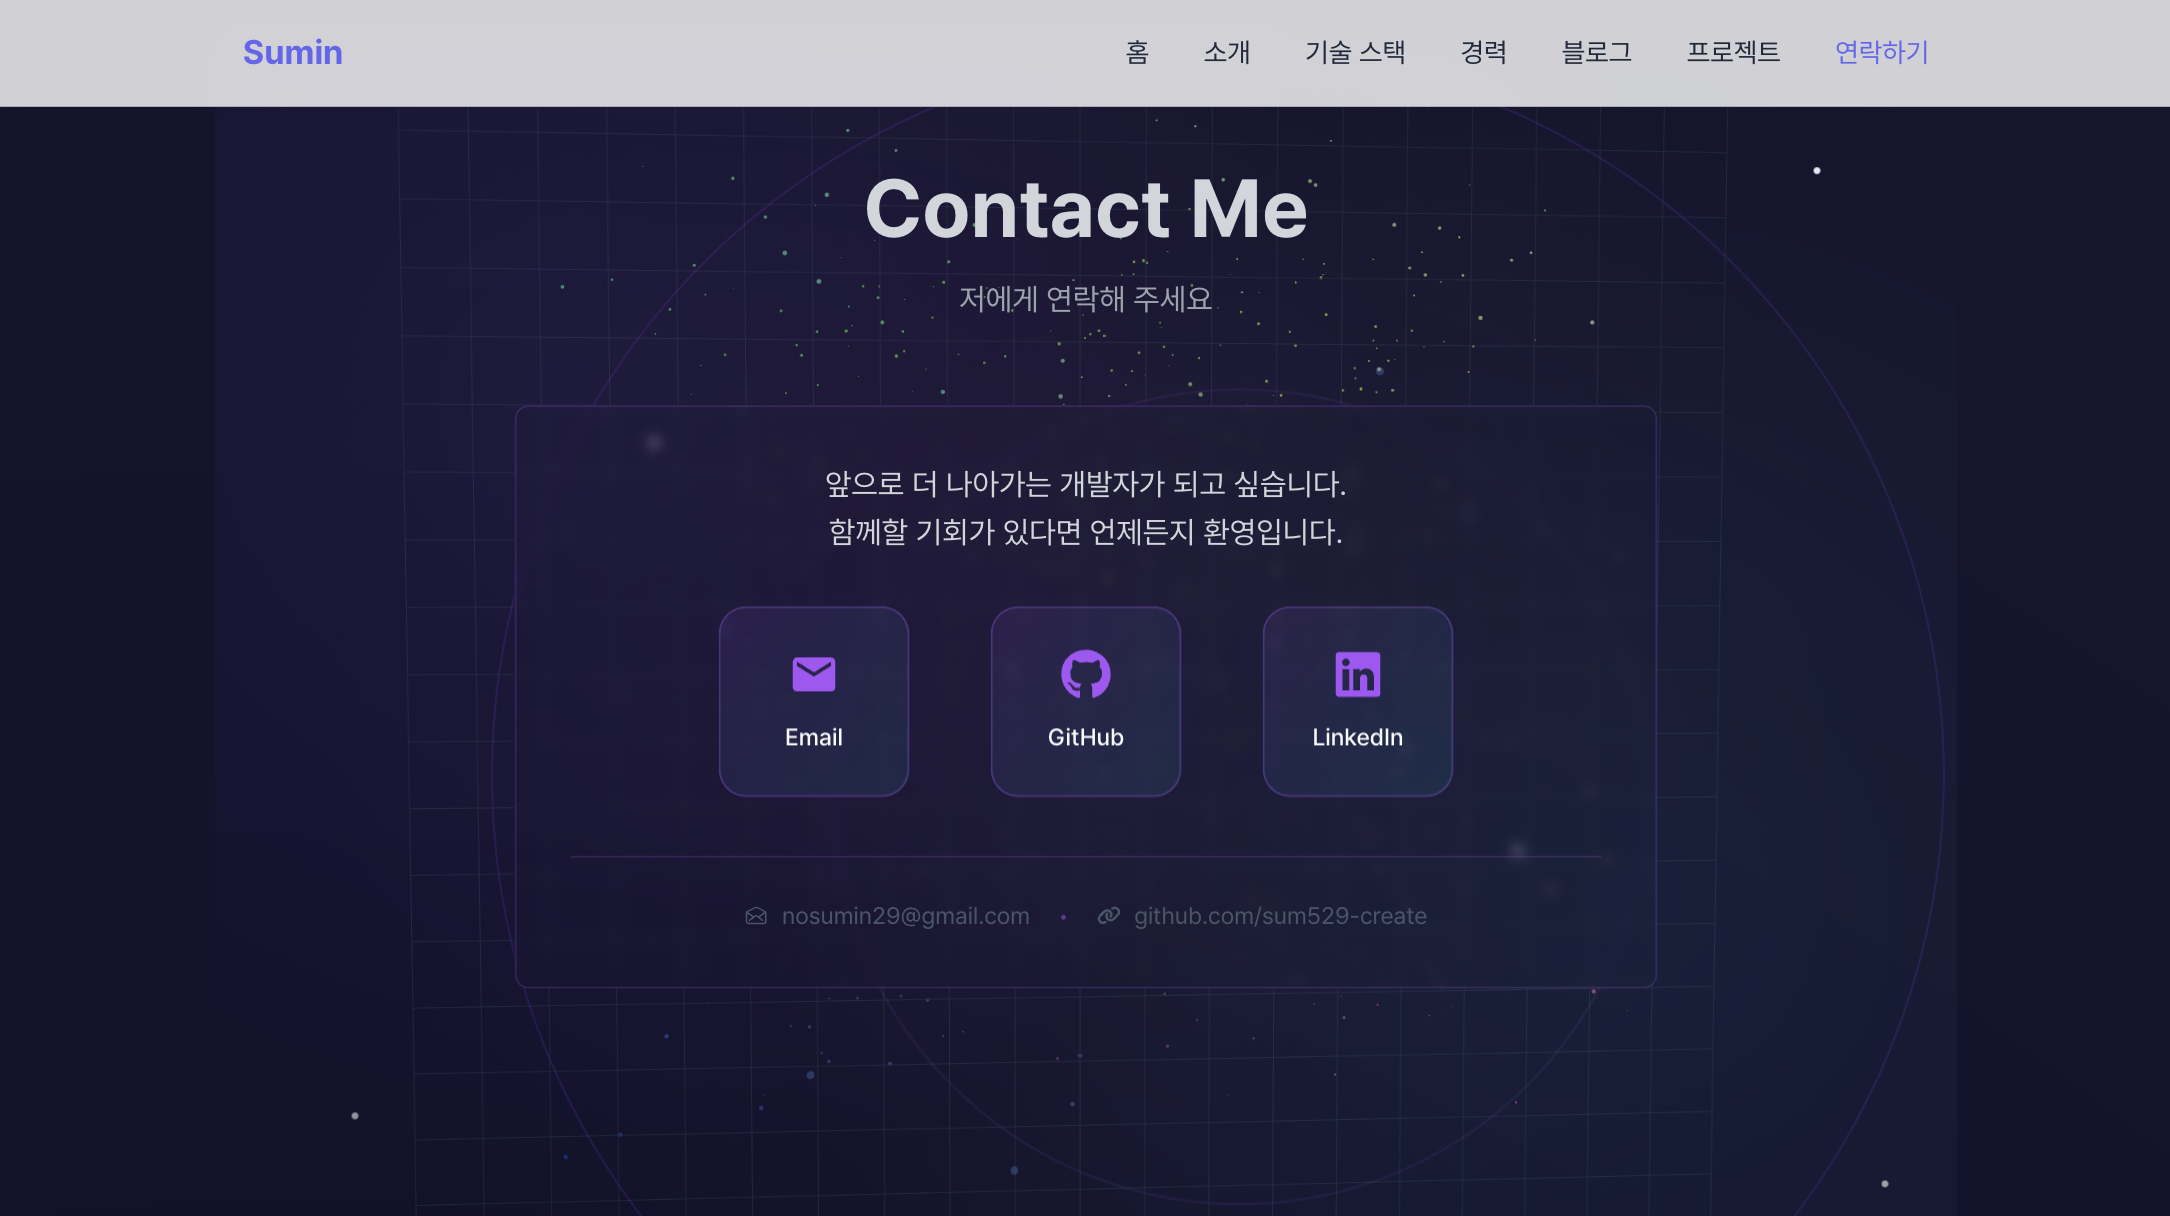 Sumin
홈 소개 기술 스택 경력 블로그 프로젝트 연락하기
Contact Me
저에게 연락해 주세요
앞으로 더 나아가는 개발자가 되고 싶습니다.
함께할 기회가 있다면 언제든지 환영입니다.
Email GitHub LinkedIn
nosumin29@gmail.com • github.com/sum529-create